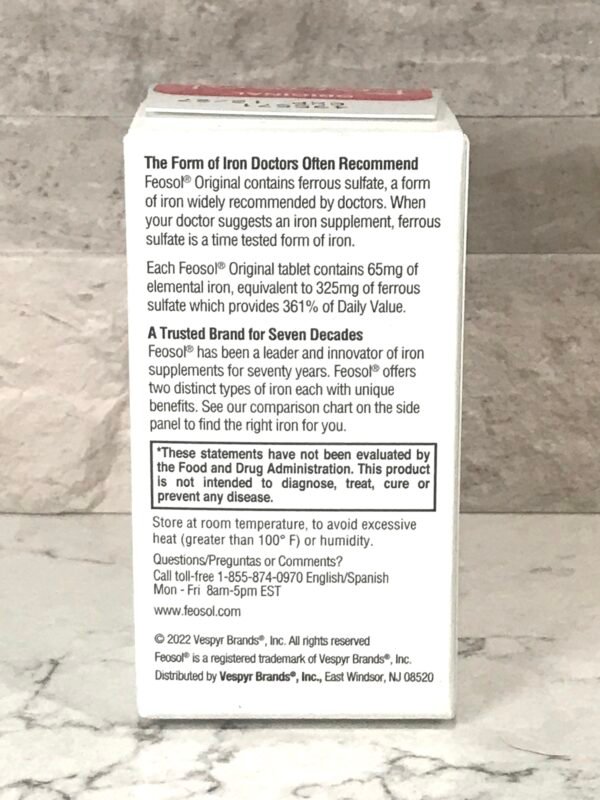 ORIGINAL
The Form of Iron Doctors Often Recommend
Feosol® Original contains ferrous sulfate, a form
of iron widely recommended by doctors. When
your doctor suggests an iron supplement, ferrous
sulfate is a time tested form of iron.
Each Feosol® Original tablet contains 65mg of
elemental iron, equivalent to 325mg of ferrous
sulfate which provides 361% of Daily Value.
A Trusted Brand for Seven Decades
Feosol® has been a leader and innovator of iron
supplements for seventy years. Feosol® offers
two distinct types of iron each with unique
benefits. See our comparison chart on the side
panel to find the right iron for you.
*These statements have not been evaluated by
the Food and Drug Administration. This product
is not intended to diagnose, treat, cure or
prevent any disease.
Store at room temperature, to avoid excessive
heat (greater than 100° F) or humidity.
Questions/Preguntas or Comments?
Call toll-free 1-855-874-0970 English/Spanish
Mon - Fri 8am-5pm EST
www.feosol.com
© 2022 Vespyr Brands®, Inc. All rights reserved
Feosol® is a registered trademark of Vespyr Brands®, Inc.
Distributed by Vespyr Brands®, Inc., East Windsor, NJ 08520